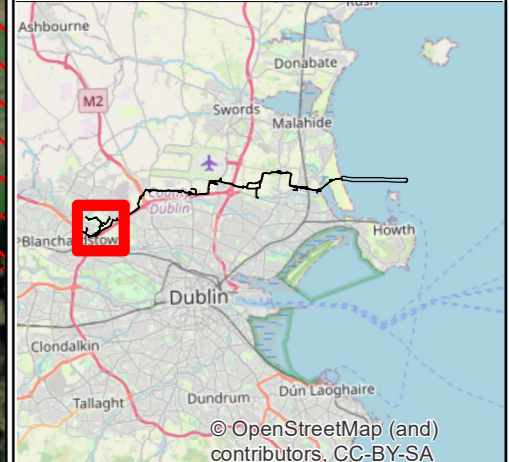 Rush
Ashbourne
Donabate
M2
Swords
Malahide
County
Dublin
Blanchardstown
Howth
Dublin
Clondalkin
Tallaght
Dundrum
Dún Laoghaire
© OpenStreetMap (and)
contributors, CC-BY-SA